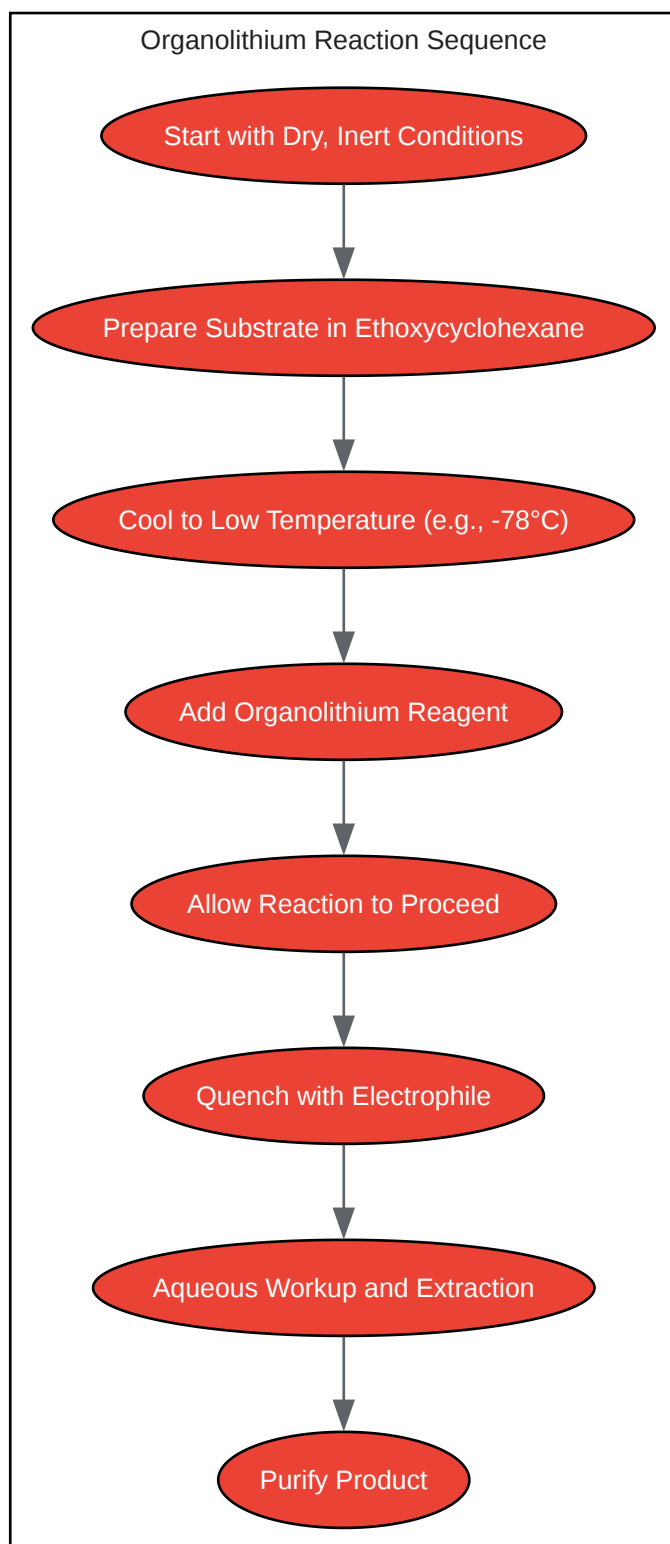 Organolithium Reaction Sequence
Start with Dry, Inert Conditions
Prepare Substrate in Ethoxycyclohexane
Cool to Low Temperature (e.g., -78°C)
Add Organolithium Reagent
Allow Reaction to Proceed
Quench with Electrophile
Aqueous Workup and Extraction
Purify Product